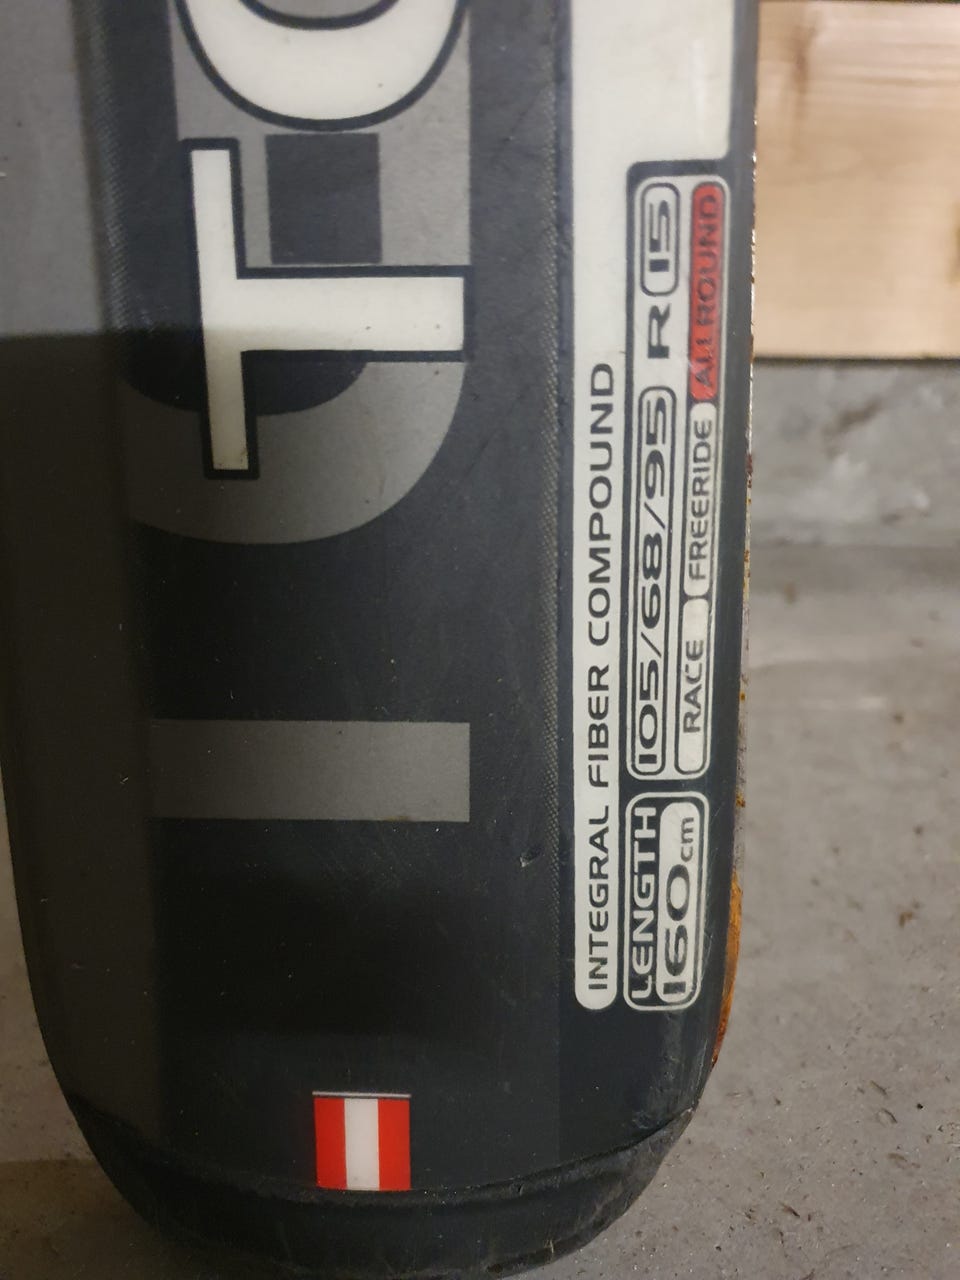 INTEGRAL FIBER COMPOUND
LENGTH
160cm
105/68/95 R 15
RACE FREERIDE ALLROUND